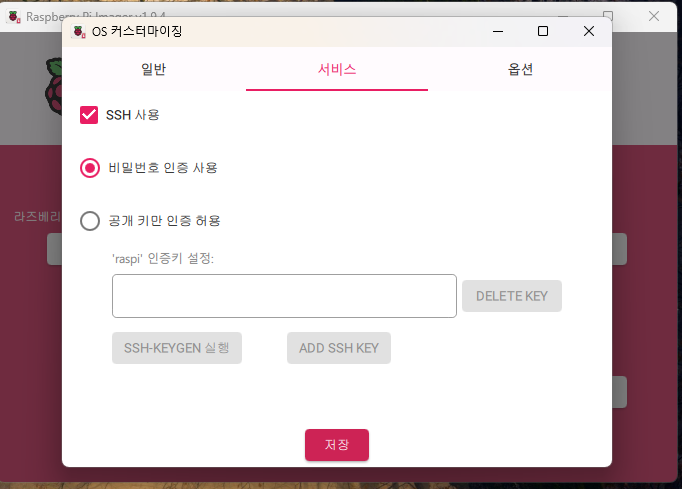 Raspberry Pi Imager v1.9.4
OS 커스터마이징
일반 서비스 옵션
SSH 사용
비밀번호 인증 사용
공개 키만 인증 허용
라즈베리
'raspi' 인증키 설정:
DELETE KEY
SSH-KEYGEN 실행 ADD SSH KEY
저장